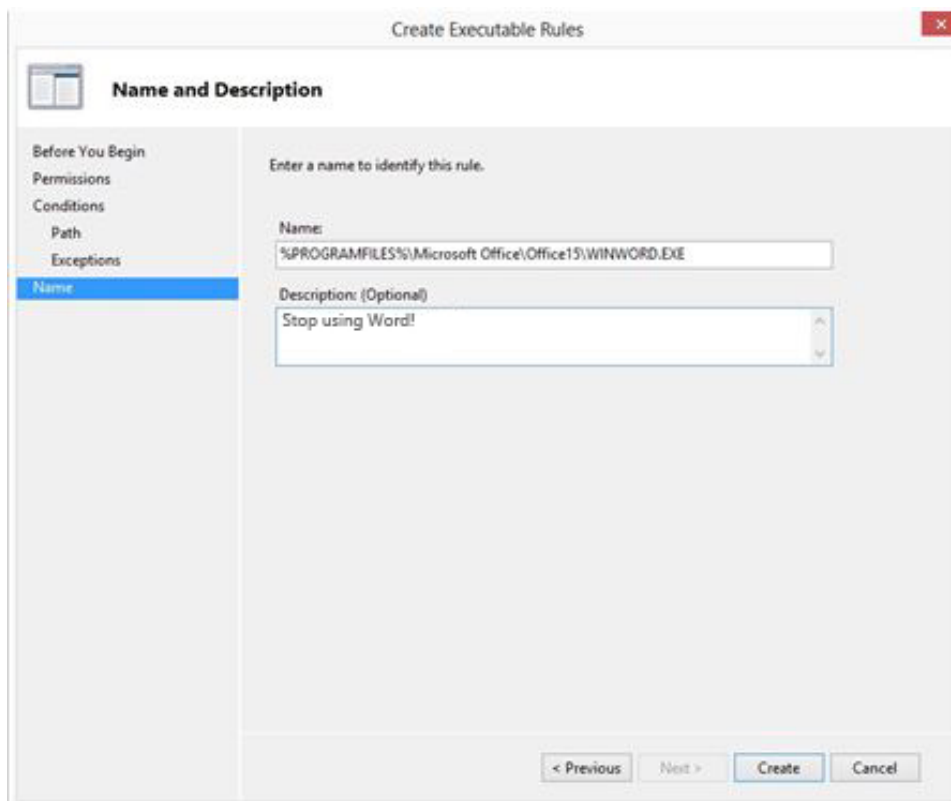 Create Executable Rules
Name and Description
Before You Begin
Permissions
Conditions
Path
Exceptions
Name
Enter a name to identify this rule.
Name:
%PROGRAMFILES%\Microsoft Office\Office15\WINWORD.EXE
Description: (Optional)
Stop using Word!
< Previous
Next >
Create
Cancel